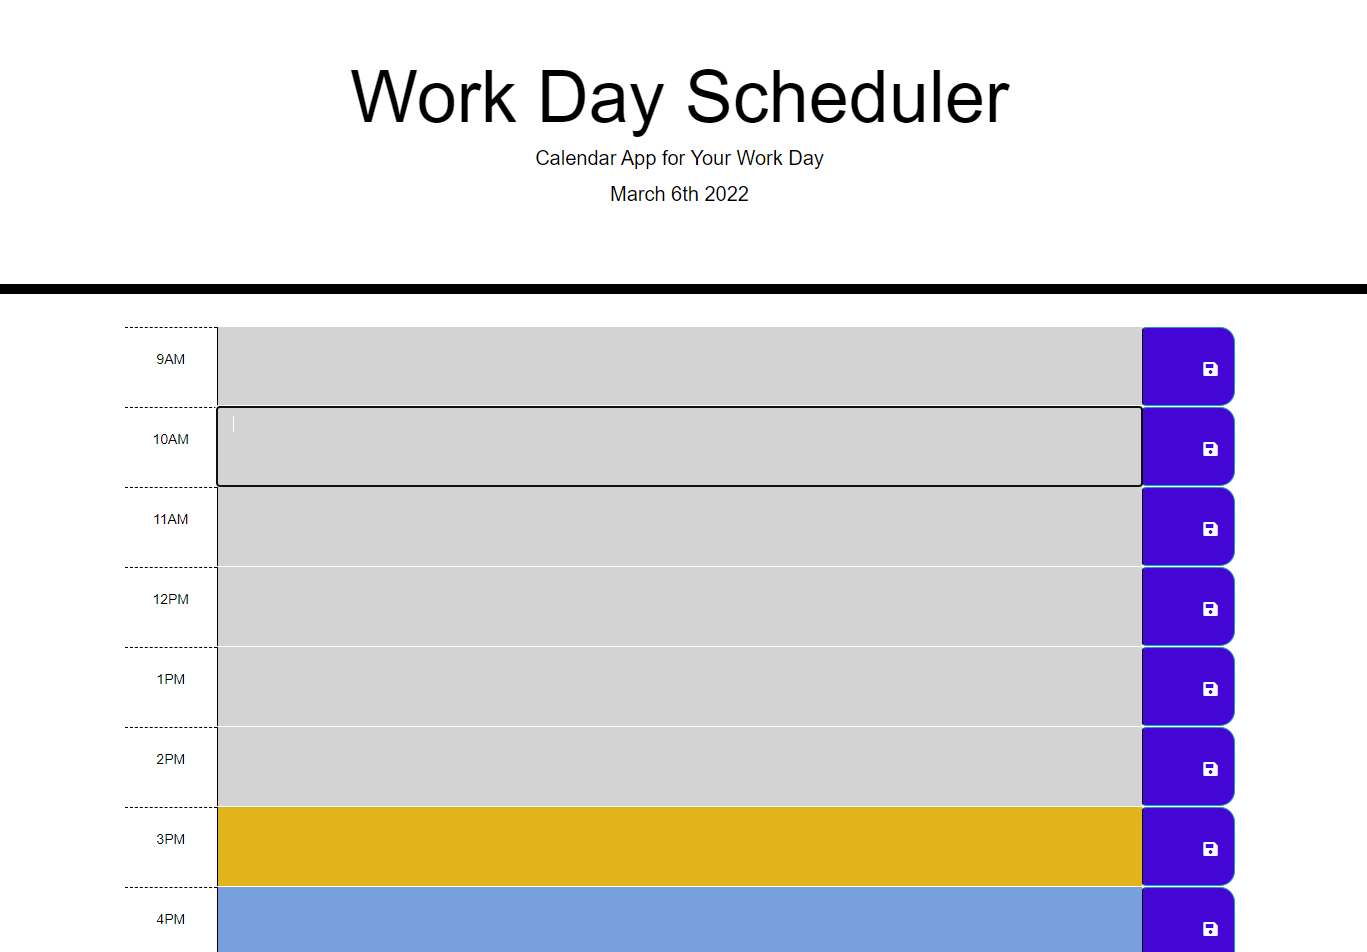 Work Day Scheduler
Calendar App for Your Work Day
March 6th 2022
9AM
10AM
11AM
12PM
1PM
2PM
3PM
4PM